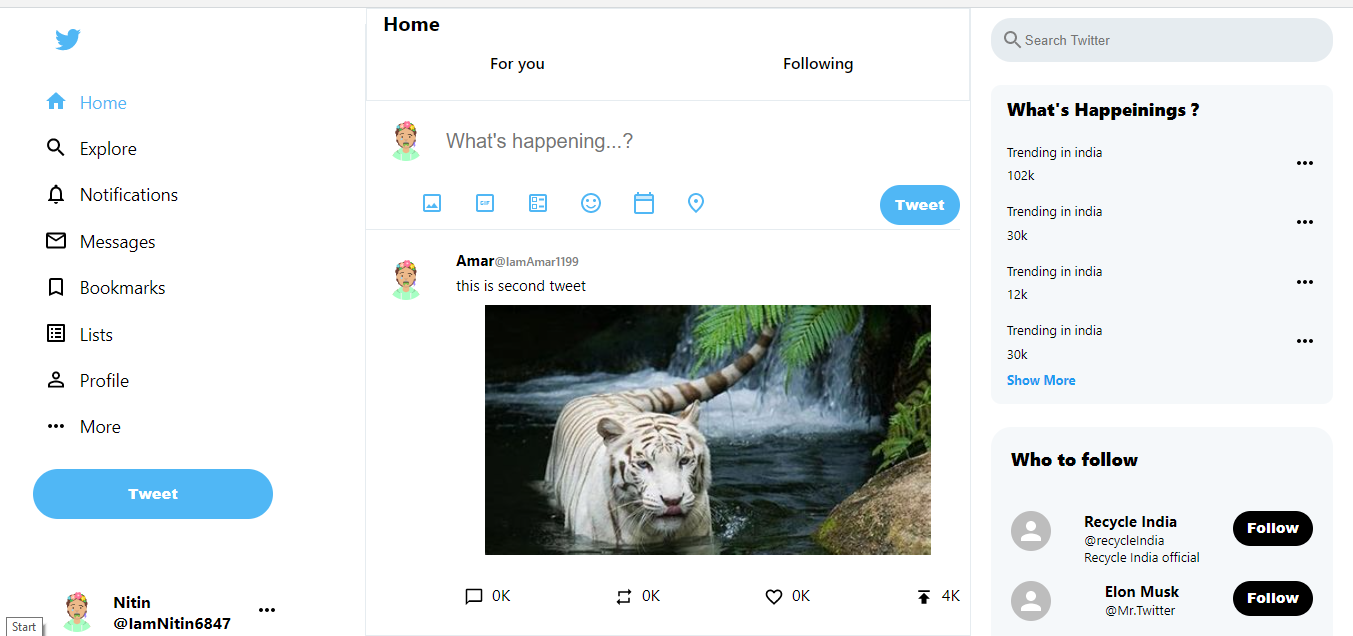 Home
Explore
Notifications
Messages
Bookmarks
Lists
Profile
More
Tweet
Nitin
@IamNitin6847
Start
Home
For you
Following
What's happening...?
GIF
Tweet
Amar@IamAmar1199
this is second tweet
0K
0K
0K
4K
Search Twitter
What's Happeinings ?
Trending in india
102k
Trending in india
30k
Trending in india
12k
Trending in india
30k
Show More
Who to follow
Recycle India
@recycleIndia
Recycle India official
Follow
Elon Musk
@Mr.Twitter
Follow